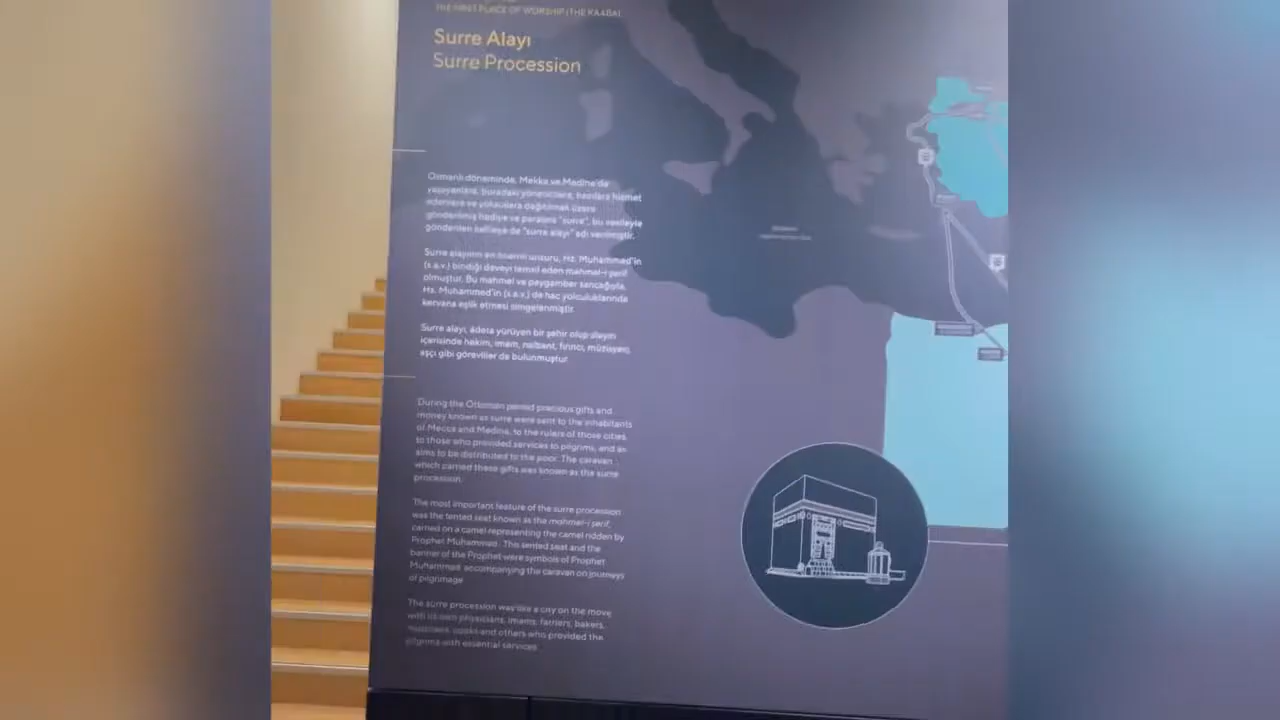 THE FIRST PLACE OF WORSHIP (THE KAABA)
Surre Alayı
Surre Procession
Osmanlı döneminde, Mekke ve Medine'de
yaşayanlara, buradaki yöneticilere, hacılara hizmet
edenlere ve yoksullara dağıtılmak üzere
gönderilmiş hediye ve paralara "surre", bu vesileyle
gönderilen kafileye de "surre alayı" adı verilmiştir.
Surre alayının en önemli unsuru, Hz. Muhammed'in
(s.a.v.) bindiği deveyi temsil eden mahmel-i şerif
olmuştur. Bu mahmel ve peygamber sancağıyla,
Hz. Muhammed'in (s.a.v.) de hac yolculuklarında
kervana eşlik etmesi simgelenmiştir.
Surre alayı, adeta yürüyen bir şehir olup alayın
içerisinde hekim, imam, nalbant, fırıncı, müzisyen,
aşçı gibi görevliler de bulunmuştur.
During the Ottoman period precious gifts and
money known as surre were sent to the inhabitants
of Mecca and Medina, to the rulers of those cities,
to those who provided services to pilgrims, and as
alms to be distributed to the poor. The caravan
which carried these gifts was known as the surre
procession.
The most important feature of the surre procession
was the tented seat known as the mahmel-i şerif,
carried on a camel representing the camel ridden by
Prophet Muhammad. This tented seat and the
banner of the Prophet were symbols of Prophet
Muhammad accompanying the caravan on journeys
of pilgrimage.
The surre procession was like a city on the move
with its own physicians, imams, farriers, bakers,
musicians, cooks and others who provided the
pilgrims with essential services.